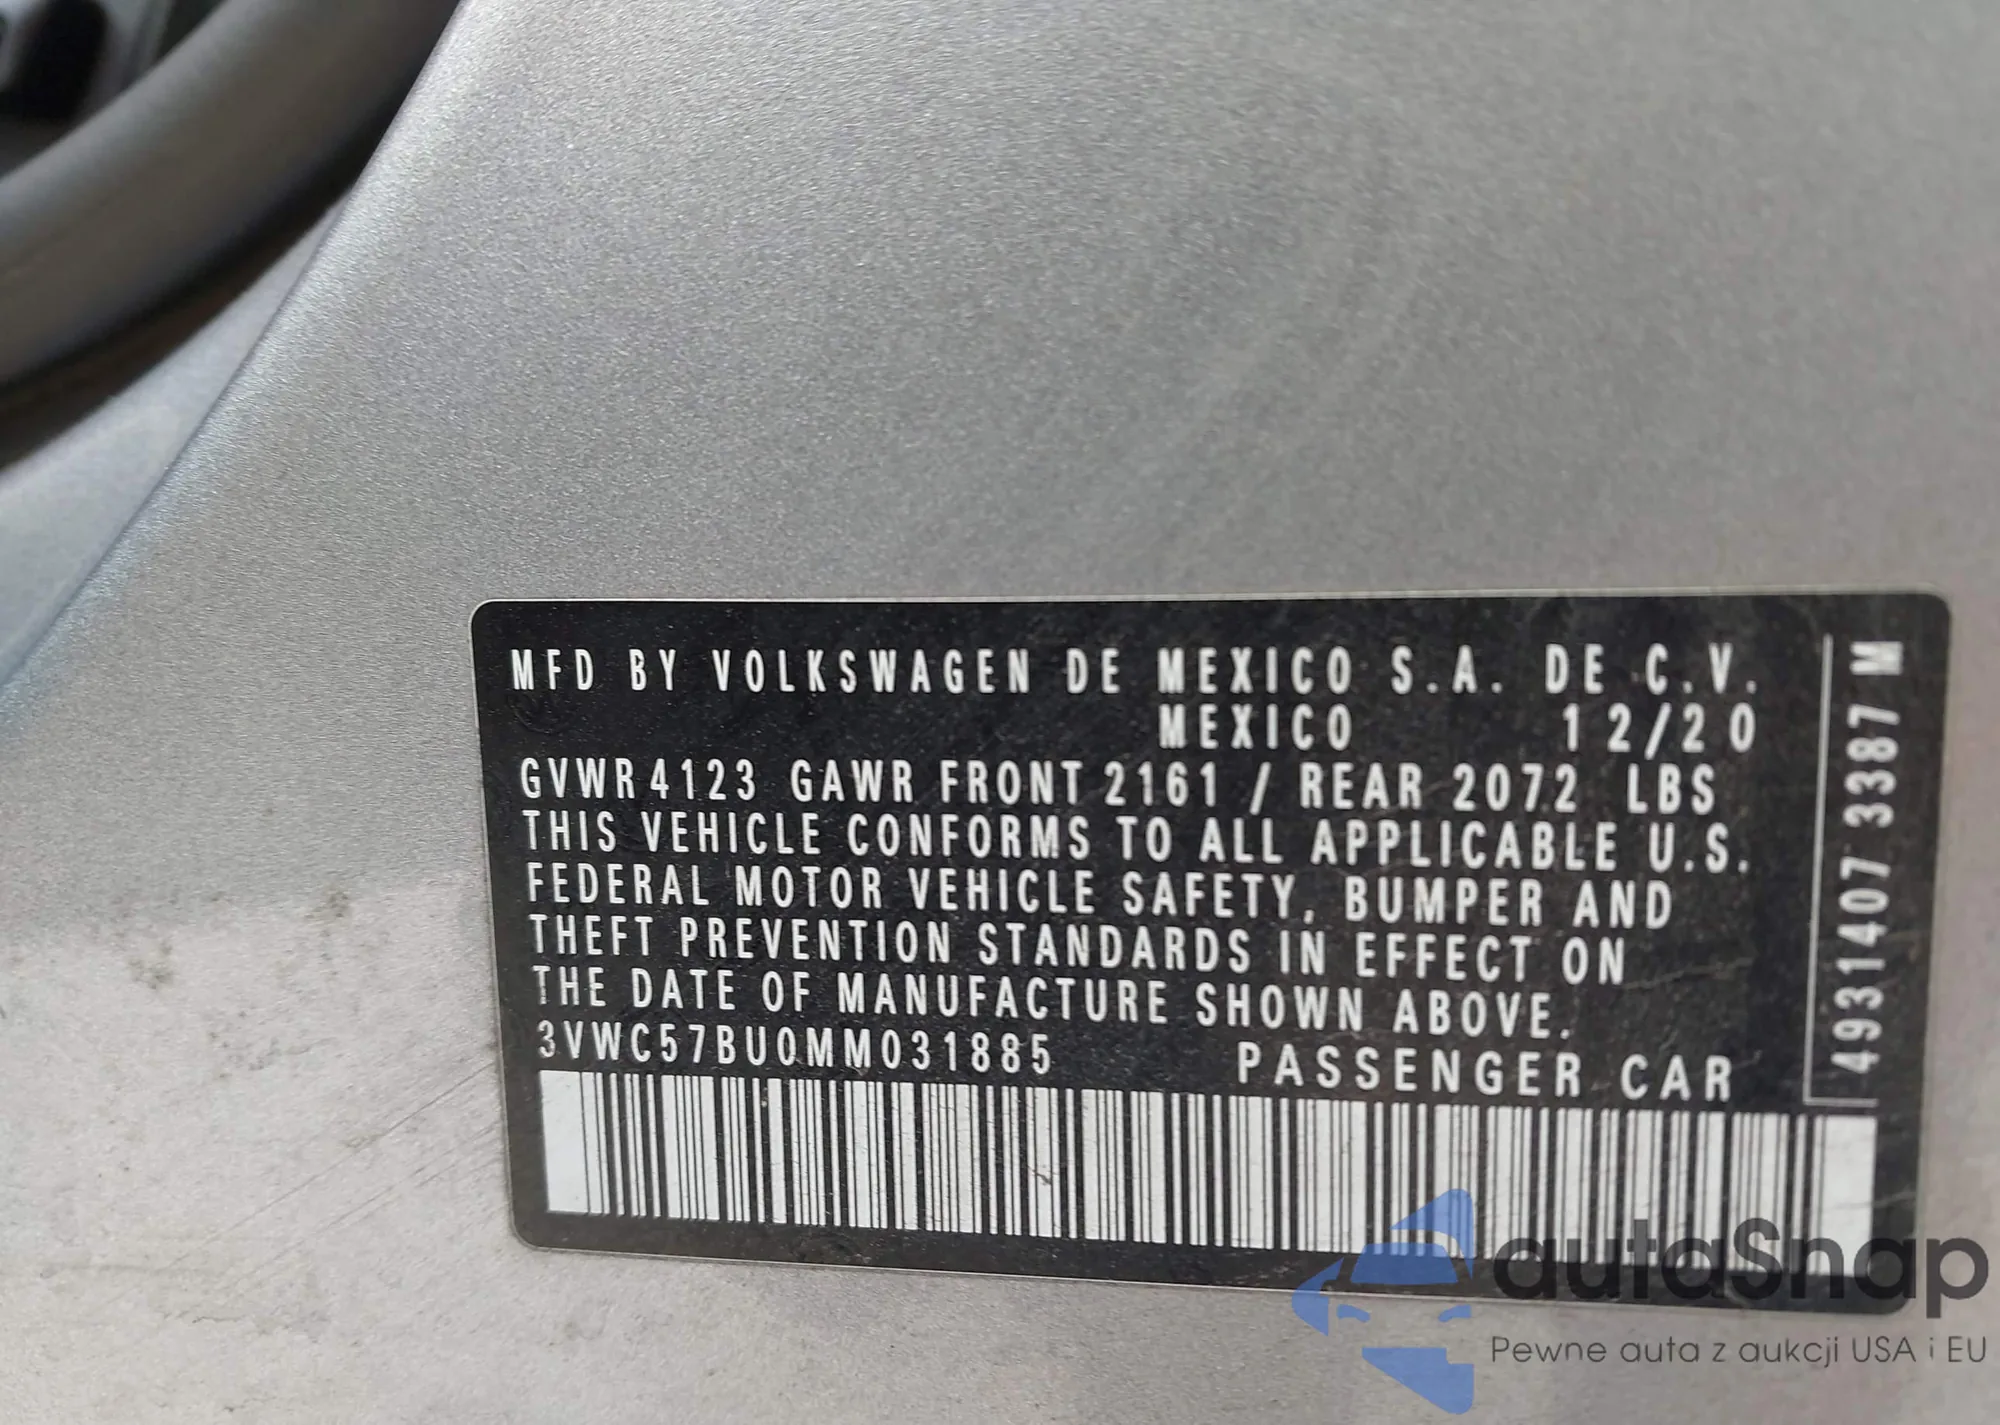 MFD BY VOLKSWAGEN DE MEXICO S.A. DE C.V.
MEXICO 12/20
GVWR 4123 GAWR FRONT 2161 / REAR 2072 LBS
THIS VEHICLE CONFORMS TO ALL APPLICABLE U.S.
FEDERAL MOTOR VEHICLE SAFETY, BUMPER AND
THEFT PREVENTION STANDARDS IN EFFECT ON
THE DATE OF MANUFACTURE SHOWN ABOVE.
3VWC57BU0MM031885 PASSENGER CAR
4931407 3387 M
autaSnap
Pewne auta z aukcji USA i EU